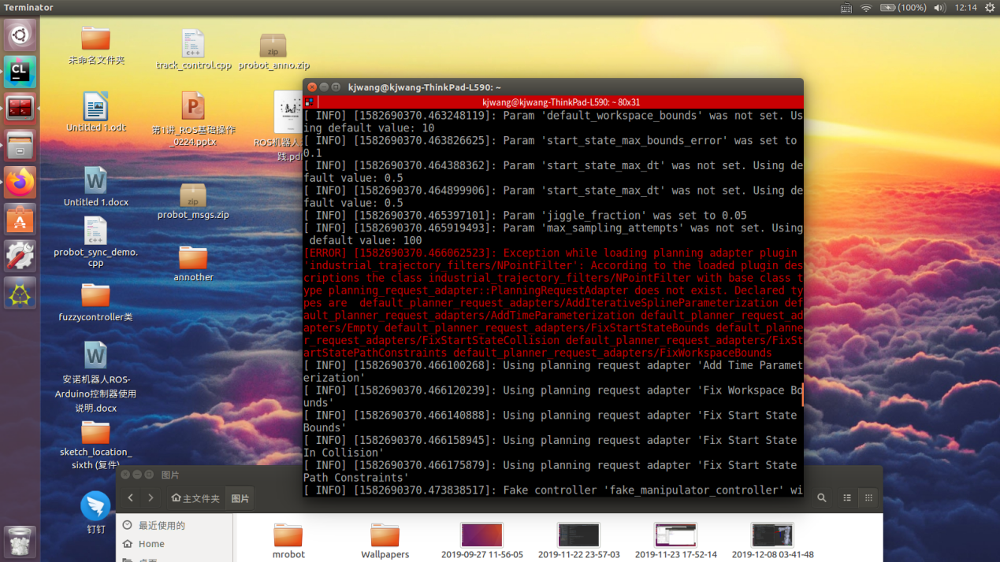 Terminator
(100%)
12:14
未命名文件夹
track_control.cpp
probot_anno.zip
Untitled 1.odt
第1讲_ROS基础操作
_0224.pptx
ROS机器人
践.pdf
Untitled 1.docx
probot_msgs.zip
probot_sync_demo.
cpp
annother
fuzzycontroller类
安诺机器人ROS-
Arduino控制器使用
说明.docx
sketch_location_
sixth (复件)
钉钉
CL
zip
C++
P
W
kjwang@kjwang-ThinkPad-L590: ~
kjwang@kjwang-ThinkPad-L590: ~ 80x31
[ INFO] [1582690370.463248119]: Param 'default_workspace_bounds' was not set. Us
ing default value: 10
[ INFO] [1582690370.463826625]: Param 'start_state_max_bounds_error' was set to
0.1
[ INFO] [1582690370.464388362]: Param 'start_state_max_dt' was not set. Using de
fault value: 0.5
[ INFO] [1582690370.464899906]: Param 'start_state_max_dt' was not set. Using de
fault value: 0.5
[ INFO] [1582690370.465397101]: Param 'jiggle_fraction' was set to 0.05
[ INFO] [1582690370.465919493]: Param 'max_sampling_attempts' was not set. Using
 default value: 100
[ERROR] [1582690370.466062523]: Exception while loading planning adapter plugin
'industrial_trajectory_filters/NPointFilter': According to the loaded plugin des
criptions the class industrial_trajectory_filters/NPointFilter with base class t
ype planning_request_adapter::PlanningRequestAdapter does not exist. Declared ty
pes are  default_planner_request_adapters/AddIterativeSplineParameterization def
ault_planner_request_adapters/AddTimeParameterization default_planner_request_ad
apters/Empty default_planner_request_adapters/FixStartStateBounds default_planne
r_request_adapters/FixStartStateCollision default_planner_request_adapters/FixSt
artStatePathConstraints default_planner_request_adapters/FixWorkspaceBounds
[ INFO] [1582690370.466100268]: Using planning request adapter 'Add Time Paramet
erization'
[ INFO] [1582690370.466120239]: Using planning request adapter 'Fix Workspace Bo
unds'
[ INFO] [1582690370.466140888]: Using planning request adapter 'Fix Start State
Bounds'
[ INFO] [1582690370.466158945]: Using planning request adapter 'Fix Start State
In Collision'
[ INFO] [1582690370.466175879]: Using planning request adapter 'Fix Start State
Path Constraints'
[ INFO] [1582690370.473838517]: Fake controller 'fake_manipulator_controller' wi
图片
主文件夹
图片
最近使用的
Home
mrobot
Wallpapers
2019-09-27 11-56-05
2019-11-22 23-57-03
2019-11-23 17-52-14
2019-12-08 03-41-48